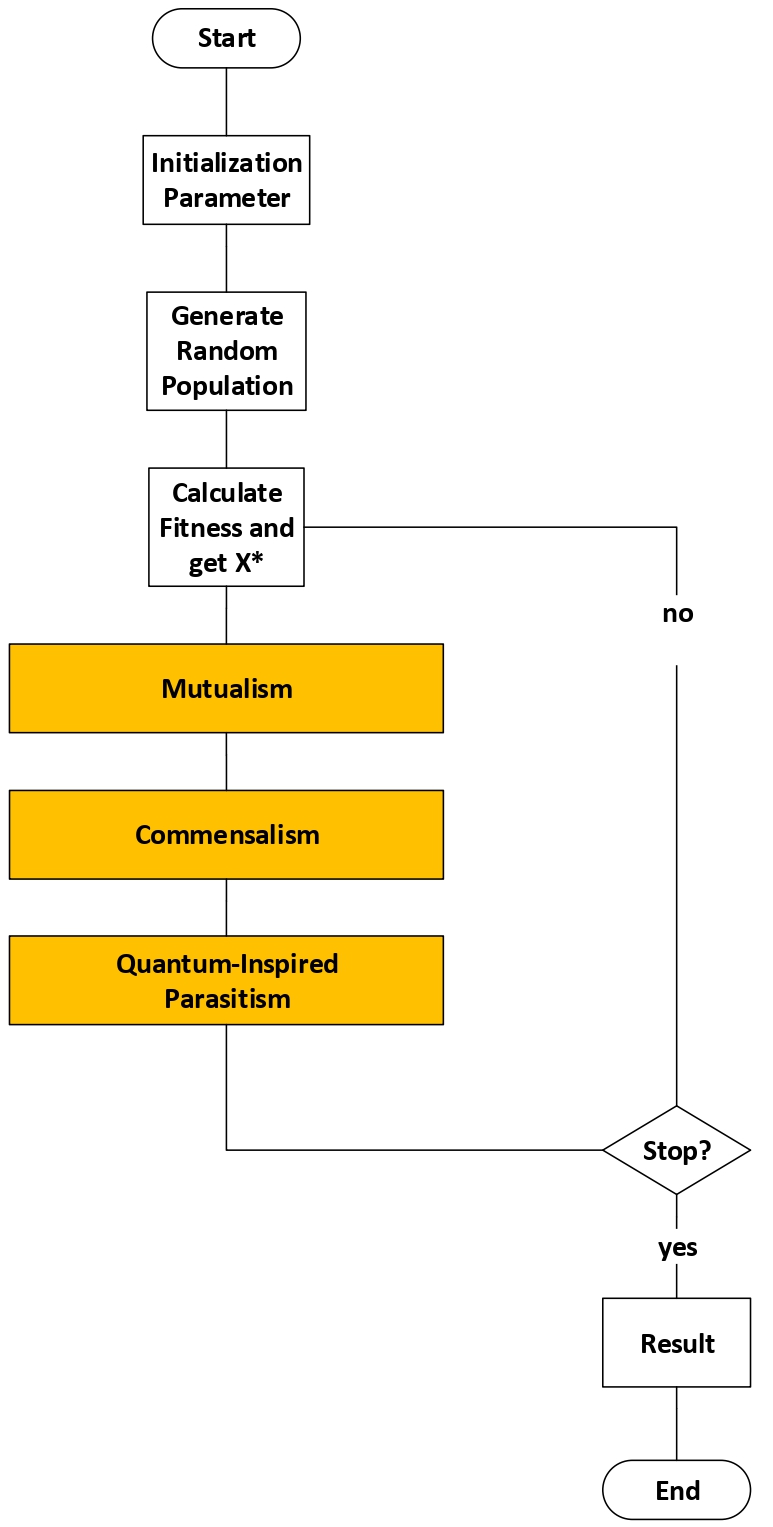 Start
Initialization
Parameter
Generate
Random
Population
Calculate
Fitness and
get X*
no
Mutualism
Commensalism
Quantum-Inspired
Parasitism
Stop?
yes
Result
End